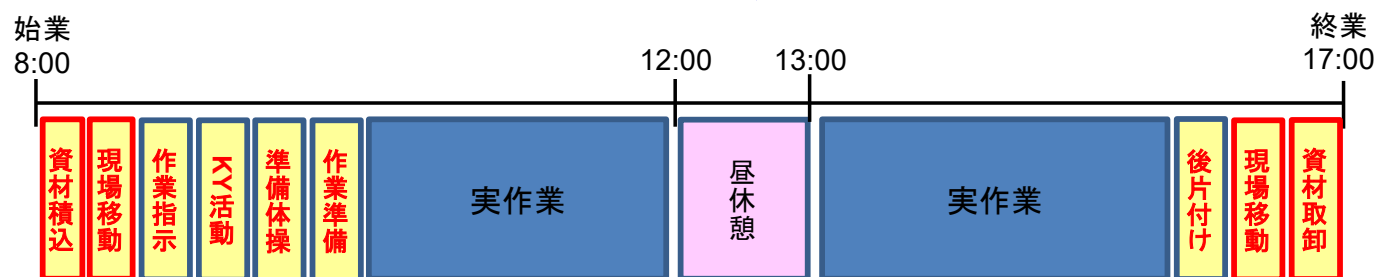 始業
8:00
12:00
13:00
終業
17:00
資材積込
現場移動
作業指示
KY活動
準備体操
作業準備
実作業
昼休憩
実作業
後片付け
現場移動
資材取卸